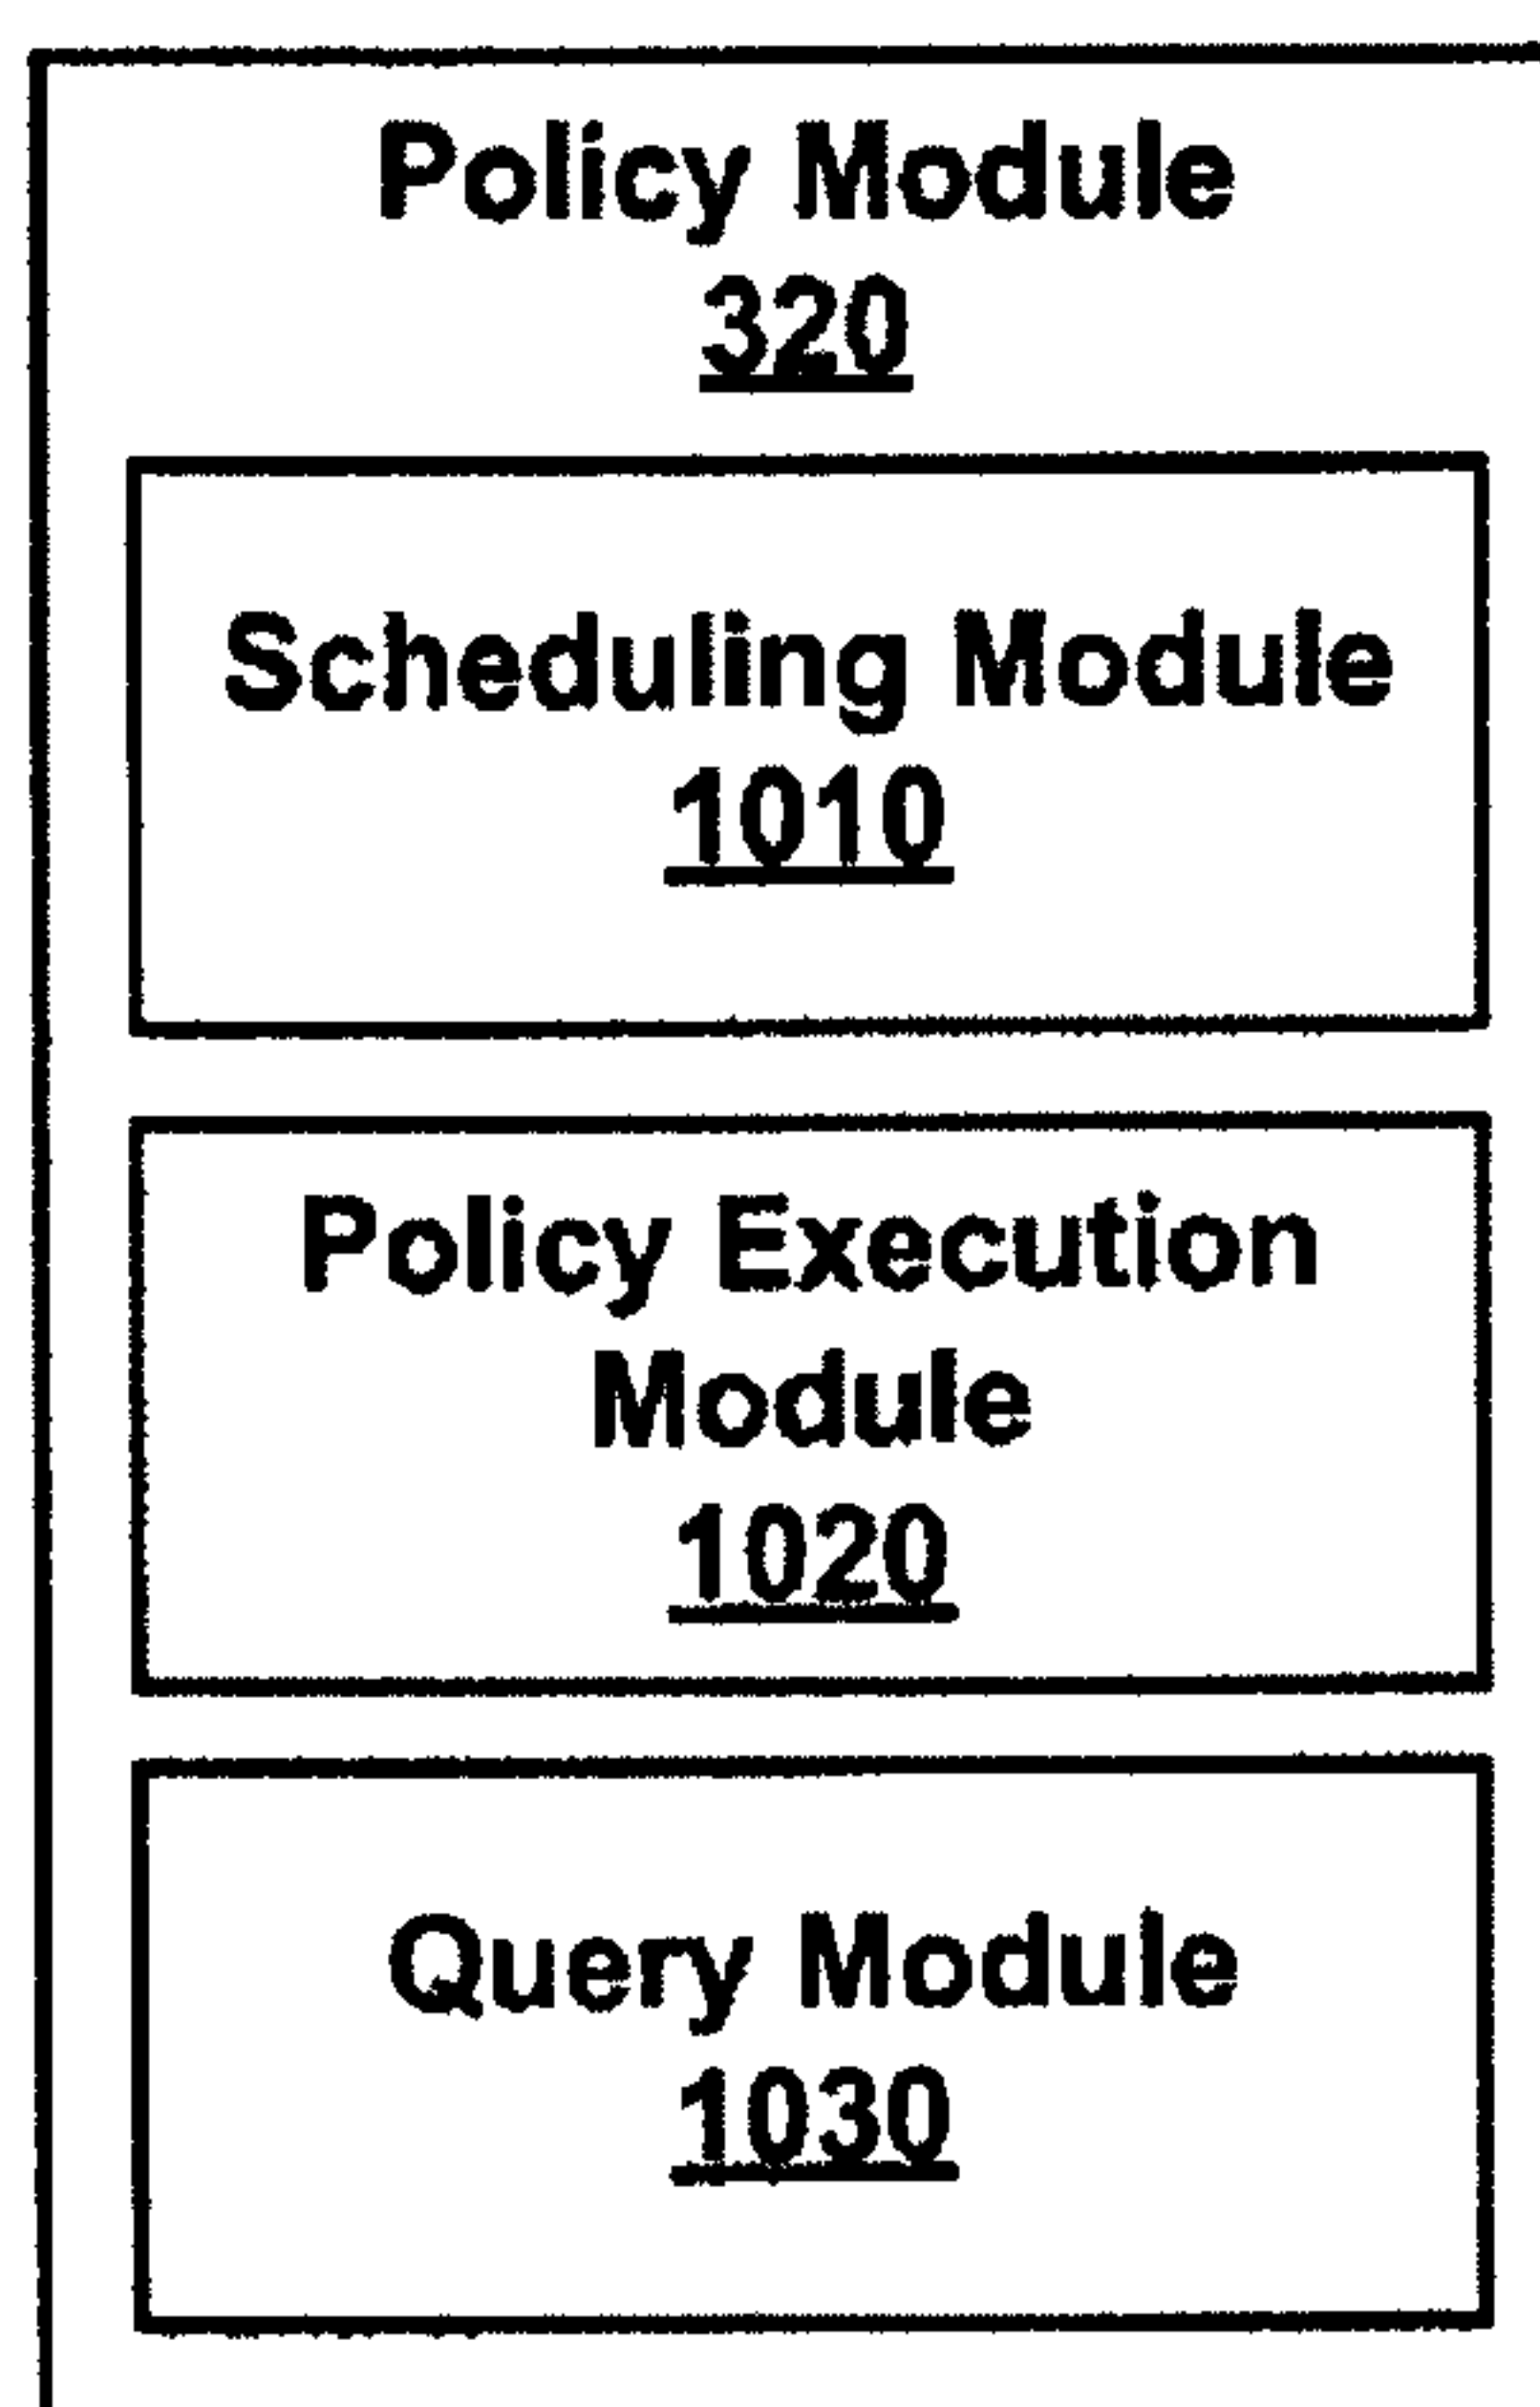 Policy Module
320
Scheduling Module
1010
Policy Execution
Module
1020
Query Module
1030